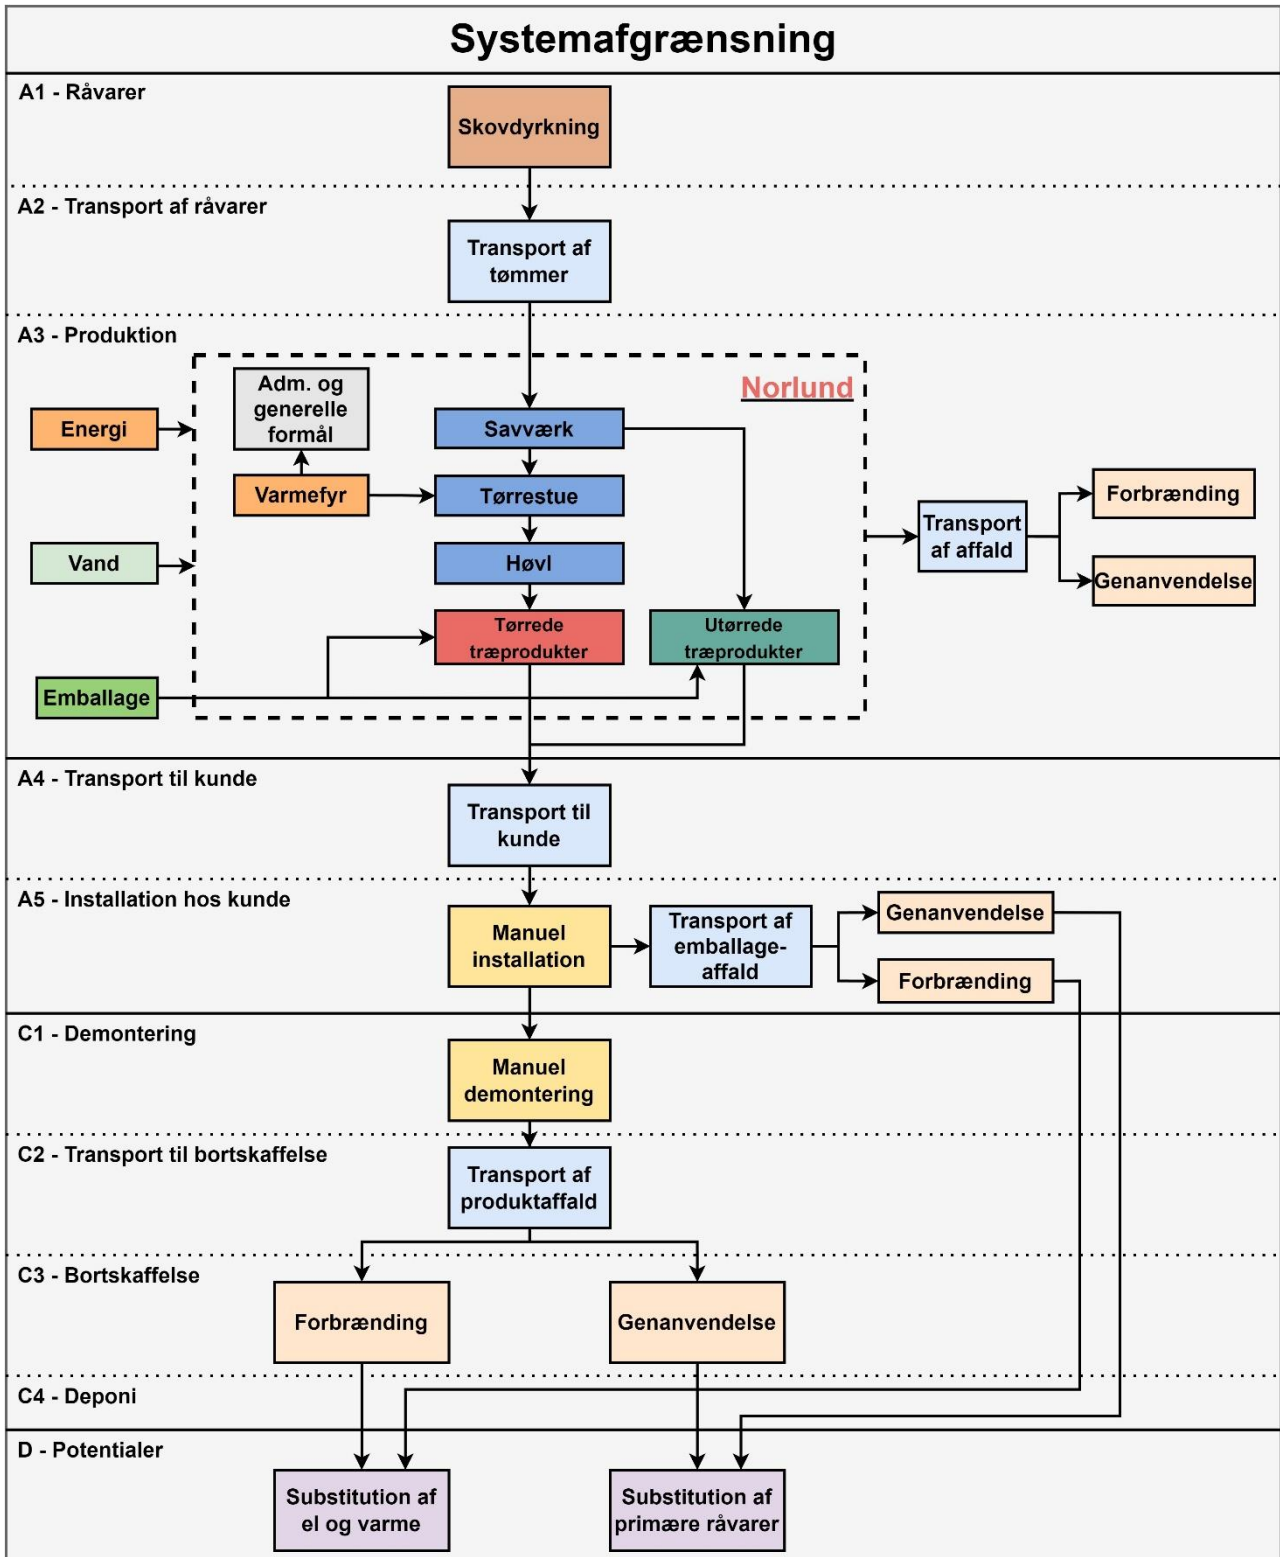 Systemafgrænsning
A1 - Råvarer
Skovdyrkning
A2 - Transport af råvarer
Transport af
tømmer
A3 - Produktion
Norlund
Adm. og
generelle
formål
Energi
Savværk
Varmefyr
Tørrestue
Forbrænding
Transport
af affald
Vand
Høvl
Genanvendelse
Tørrede
træprodukter
Utørrede
træprodukter
Emballage
A4 - Transport til kunde
Transport til
kunde
A5 - Installation hos kunde
Manuel
installation
Transport af
emballage-
affald
Genanvendelse
Forbrænding
C1 - Demontering
Manuel
demontering
C2 - Transport til bortskaffelse
Transport af
produktaffald
C3 - Bortskaffelse
Forbrænding
Genanvendelse
C4 - Deponi
D - Potentialer
Substitution af
el og varme
Substitution af
primære råvarer